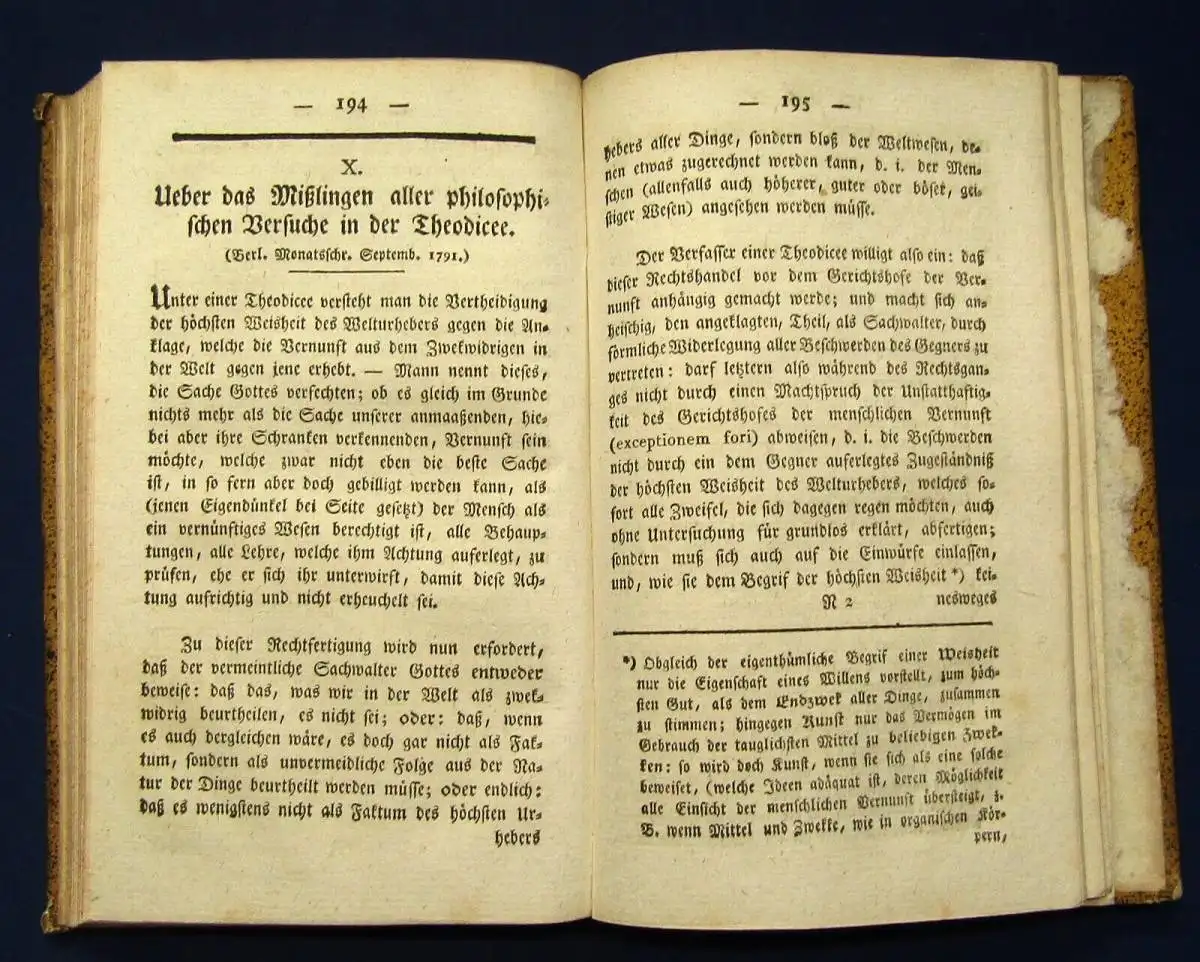 — 194 —
X.
Ueber das Mißlingen aller philosophi-
schen Versuche in der Theodicee.
(Berl. Monatsschr. Septemb. 1791.)
Unter einer Theodicee versteht man die Vertheidigung
der höchsten Weisheit des Welturhebers gegen die An-
klage, welche die Vernunft aus dem Zwekwidrigen in
der Welt gegen jene erhebt. — Mann nennt dieses,
die Sache Gottes verfechten; ob es gleich im Grunde
nichts mehr als die Sache unserer anmaaßenden, hie-
bei aber ihre Schranken verkennenden, Vernunft sein
möchte, welche zwar nicht eben die beste Sache
ist, in so fern aber doch gebilligt werden kann, als
(jenen Eigendünkel bei Seite gesetzt) der Mensch als
ein vernünftiges Wesen berechtigt ist, alle Behaup-
tungen, alle Lehre, welche ihm Achtung auferlegt, zu
prüfen, ehe er sich ihr unterwirft, damit diese Ach-
tung aufrichtig und nicht erheuchelt sei.
Zu dieser Rechtfertigung wird nun erfordert,
daß der vermeintliche Sachwalter Gottes entweder
beweise: daß das, was wir in der Welt als zwek-
widrig beurtheilen, es nicht sei; oder: daß, wenn
es auch dergleichen wäre, es doch gar nicht als Fak-
tum, sondern als unvermeidliche Folge aus der Na-
tur der Dinge beurtheilt werden müsse; oder endlich:
daß es wenigstens nicht als Faktum des höchsten Ur-
hebers
— 195 —
hebers aller Dinge, sondern bloß der Weltwesen, de-
nen etwas zugerechnet werden kann, d. i. der Men-
schen (allenfalls auch höherer, guter oder böser, gei-
stiger Wesen) angesehen werden müsse.
Der Verfasser einer Theodicee willigt also ein: daß
dieser Rechtshandel vor dem Gerichtshofe der Ver-
nunft anhängig gemacht werde; und macht sich an-
heischig, den angeklagten, Theil, als Sachwalter, durch
förmliche Widerlegung aller Beschwerden des Gegners zu
vertreten: darf letztern also während des Rechtsgan-
ges nicht durch einen Machtspruch der Unstatthaftig-
keit des Gerichtshofes der menschlichen Vernunft
(exceptionem fori) abweisen, d. i. die Beschwerden
nicht durch ein dem Gegner auferlegtes Zugeständniß
der höchsten Weisheit des Welturhebers, welches so-
fort alle Zweifel, die sich dagegen regen möchten, auch
ohne Untersuchung für grundlos erklärt, abfertigen;
sondern muß sich auch auf die Einwürfe einlassen,
und, wie sie dem Begrif der höchsten Weisheit *) kei-
N 2 nesweges
*) Obgleich der eigenthümliche Begrif einer Weisheit
nur die Eigenschaft eines Willens vorstellt, zum höch-
sten Gut, als dem Endzwek aller Dinge, zusammen
zu stimmen; hingegen Kunst nur das Vermögen im
Gebrauch der tauglichsten Mittel zu beliebigen Zwek-
ken: so wird doch Kunst, wenn sie sich als eine solche
beweiset, (welche Ideen adäquat ist, deren Möglichkeit
alle Einsicht der menschlichen Vernunft übersteigt, z.
B. wenn Mittel und Zwekke, wie in organischen Kör-
pern,